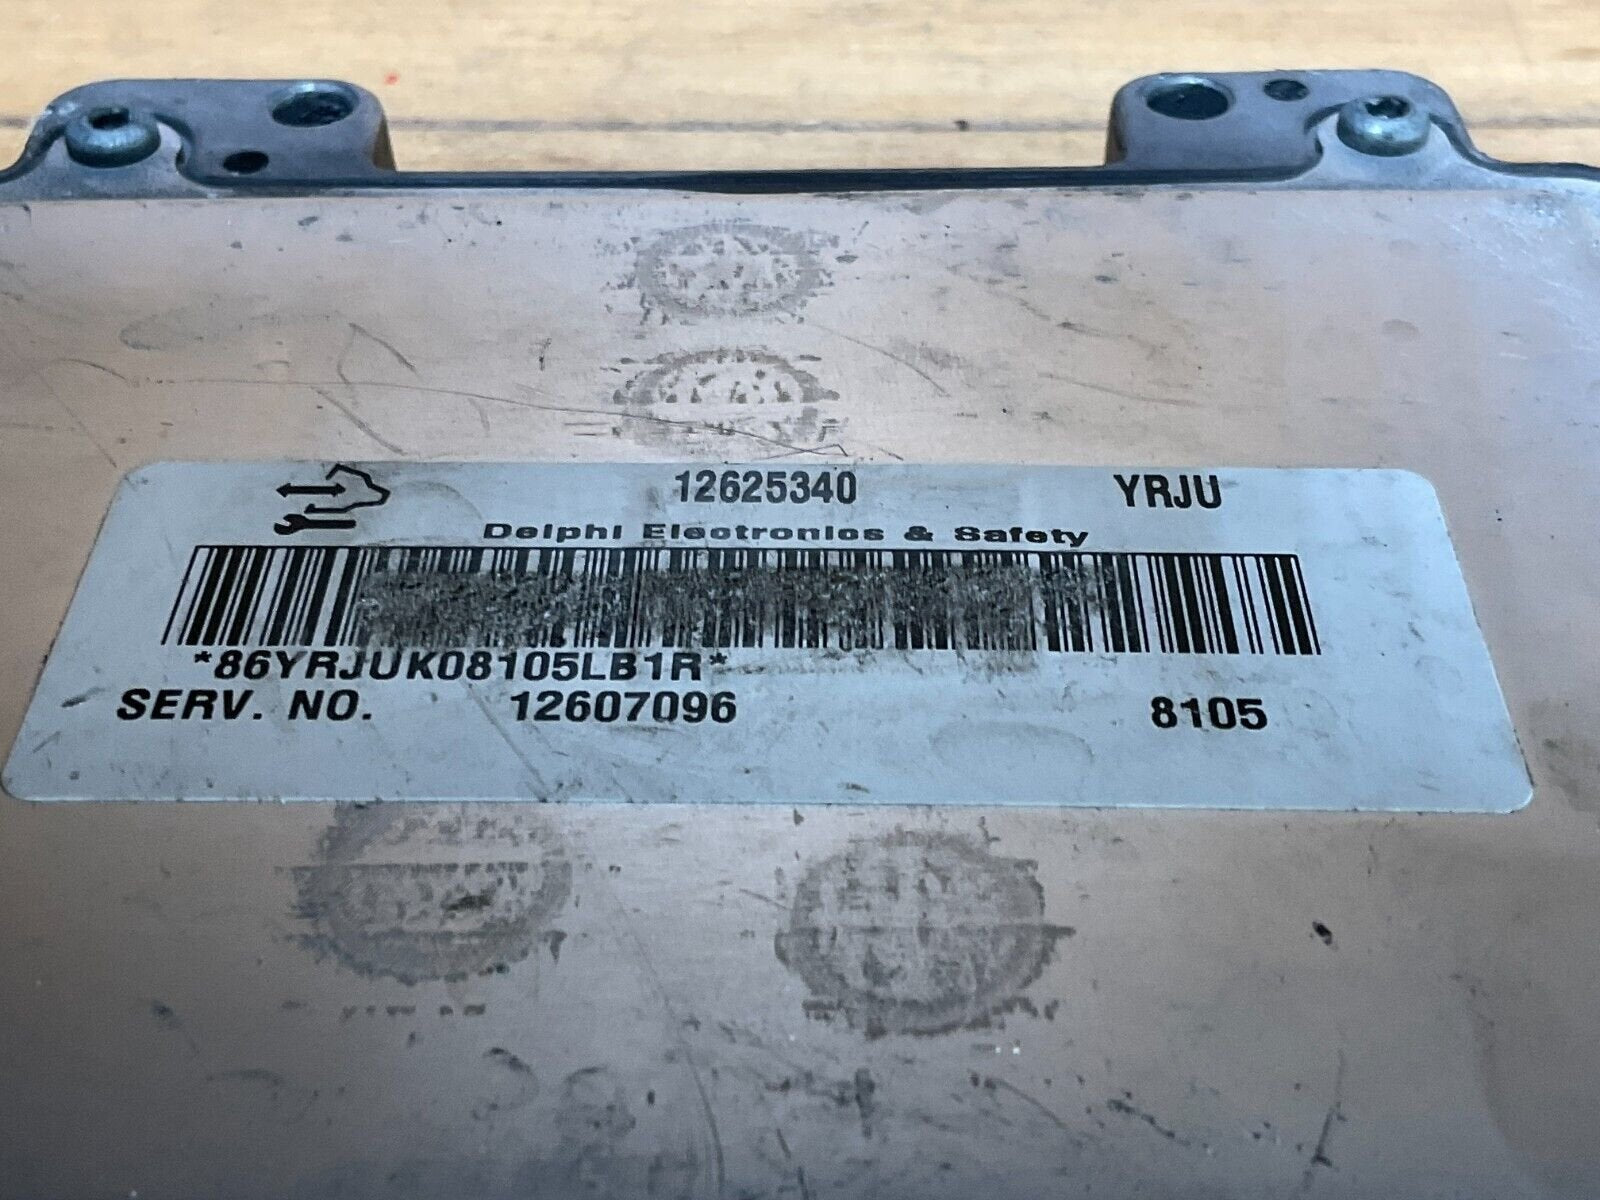 12625340 YRJU
Delphi Electronics & Safety
*86YRJUK08105LB1R*
SERV. NO. 12607096 8105